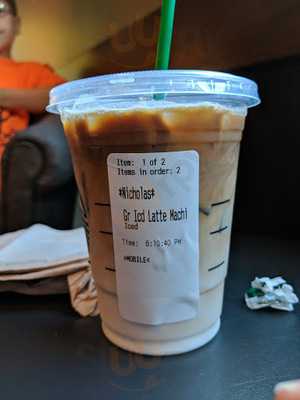 Item: 1 of 2
Items in order: 2
*Nicholas*
Gr Icd Latte Machi
Iced
Time: 6:10:40 PM
>MOBILE<